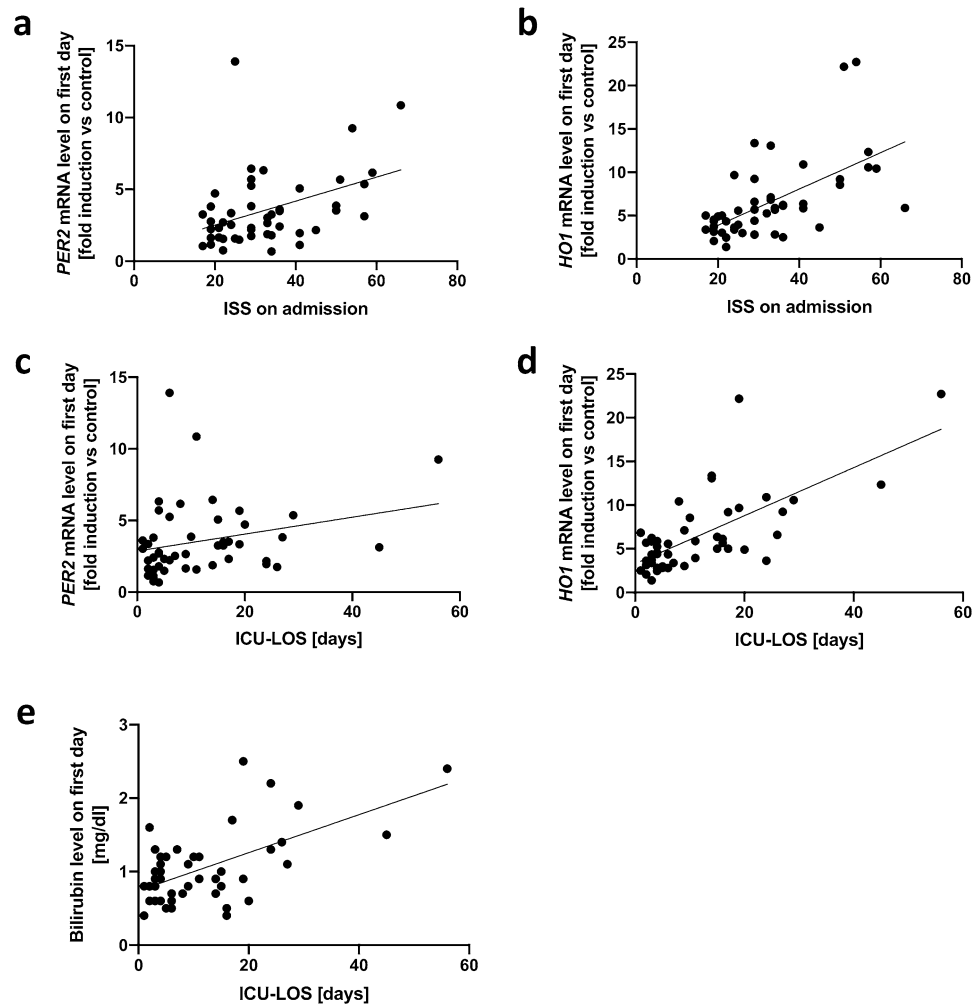 a
PER2 mRNA level on first day
[fold induction vs control]
15
10
5
0
0 20 40 60 80
ISS on admission
b
HO1 mRNA level on first day
[fold induction vs control]
25
20
15
10
5
0
0 20 40 60 80
ISS on admission
c
PER2 mRNA level on first day
[fold induction vs control]
15
10
5
0
0 20 40 60
ICU-LOS [days]
d
HO1 mRNA level on first day
[fold induction vs control]
25
20
15
10
5
0
0 20 40 60
ICU-LOS [days]
e
Bilirubin level on first day
[mg/dl]
3
2
1
0
0 20 40 60
ICU-LOS [days]